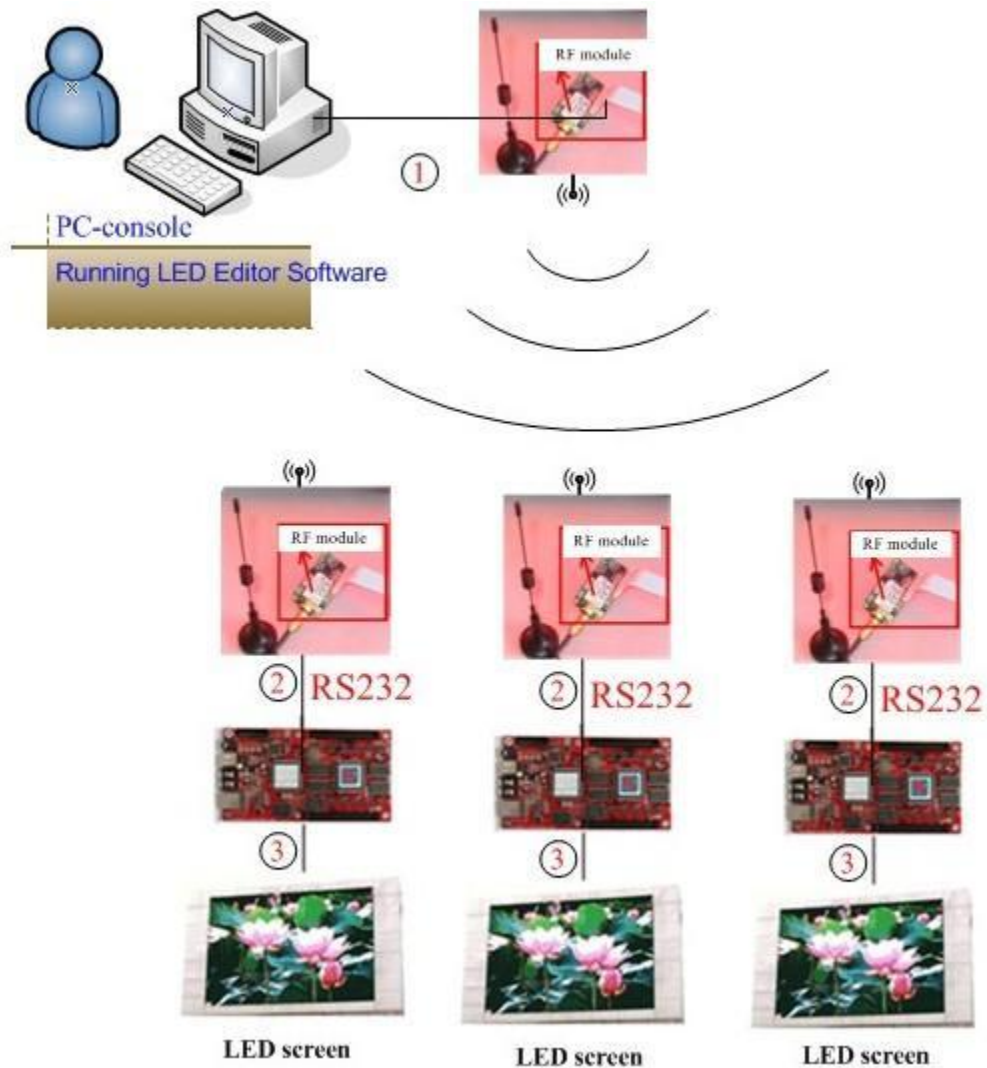 RF module
1
PC-console
Running LED Editor Software
RF module
RF module
RF module
2 RS232
2 RS232
2 RS232
3
3
3
LED screen
LED screen
LED screen